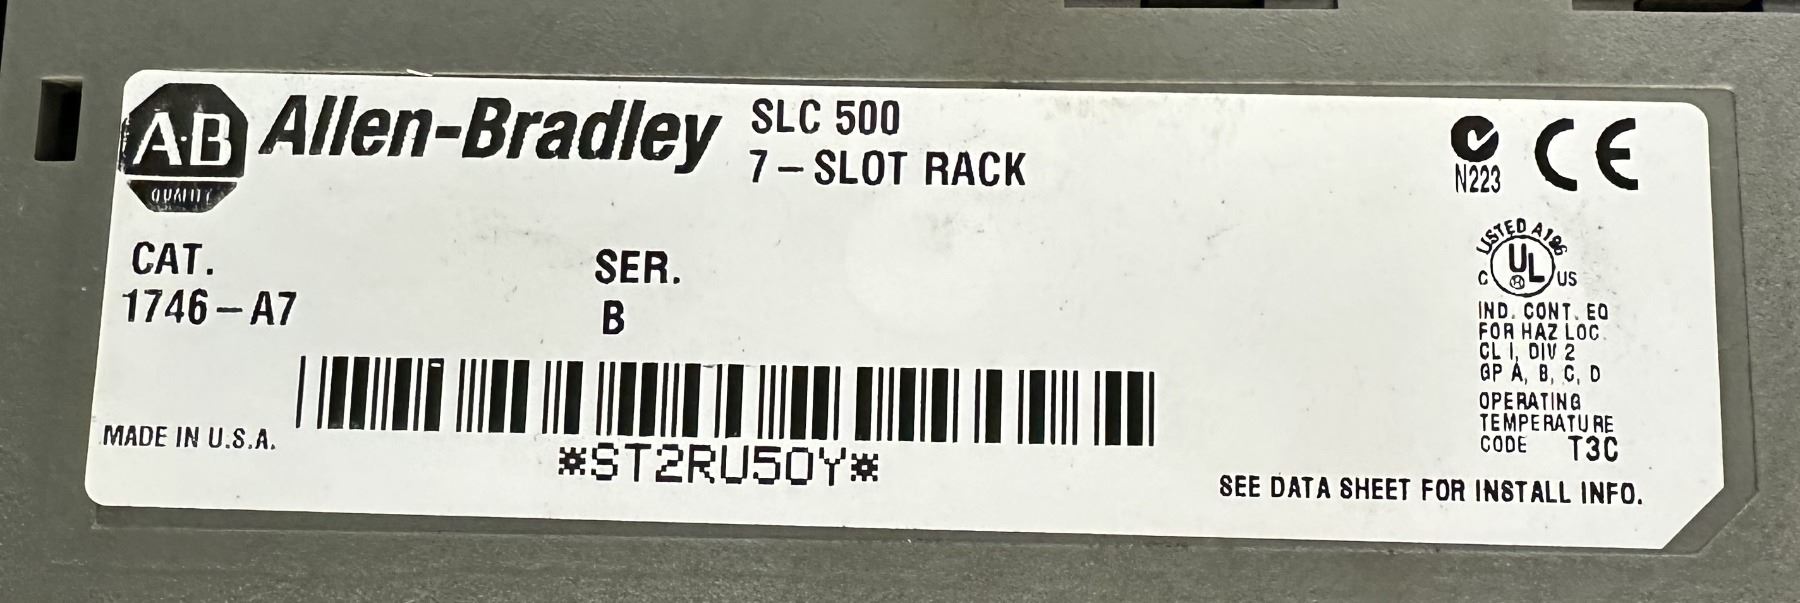 A·B
QUALITY
Allen-Bradley
SLC 500
7-SLOT RACK
N223
CE
CAT.
1746-A7
SER.
B
LISTED A196
C UL US
IND. CONT. EQ
FOR HAZ LOC.
CL I, DIV 2
GP A, B, C, D
OPERATING
TEMPERATURE
CODE T3C
MADE IN U.S.A.
*ST2RU50Y*
SEE DATA SHEET FOR INSTALL INFO.